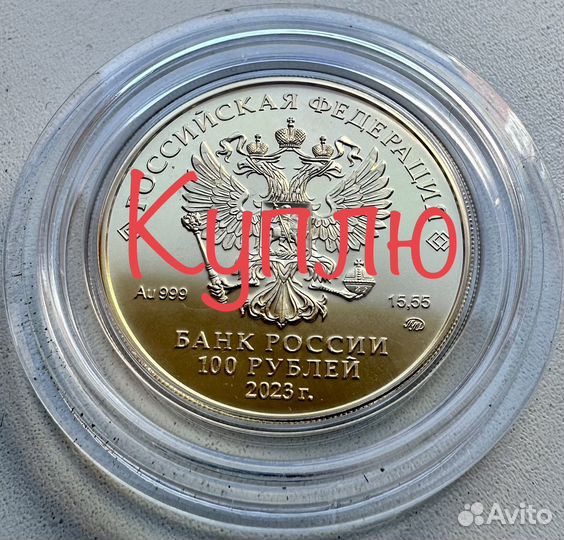 РОССИЙСКАЯ ФЕДЕРАЦИЯ
Куплю
Au 999
15,55
ММД
БАНК РОССИИ
100 РУБЛЕЙ
2023 г.
Avito